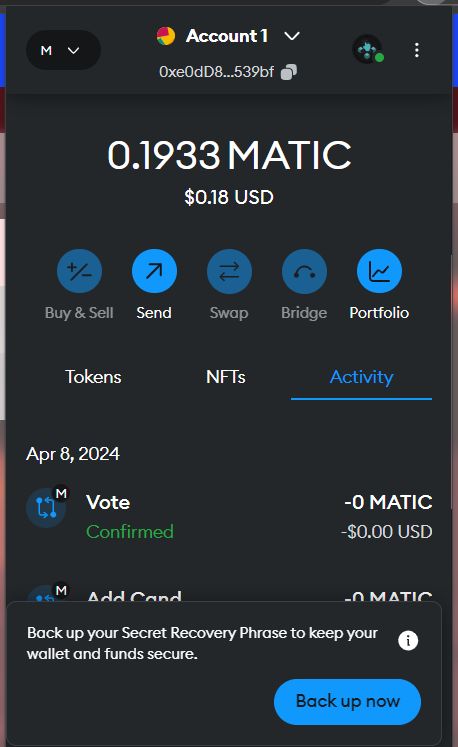 M
Account 1
0xe0dD8...539bf
0.1933 MATIC
$0.18 USD
Buy & Sell
Send
Swap
Bridge
Portfolio
Tokens
NFTs
Activity
Apr 8, 2024
M
Vote
-0 MATIC
Confirmed
-$0.00 USD
M
Add Cand
-0 MATIC
Back up your Secret Recovery Phrase to keep your
wallet and funds secure.
i
Back up now